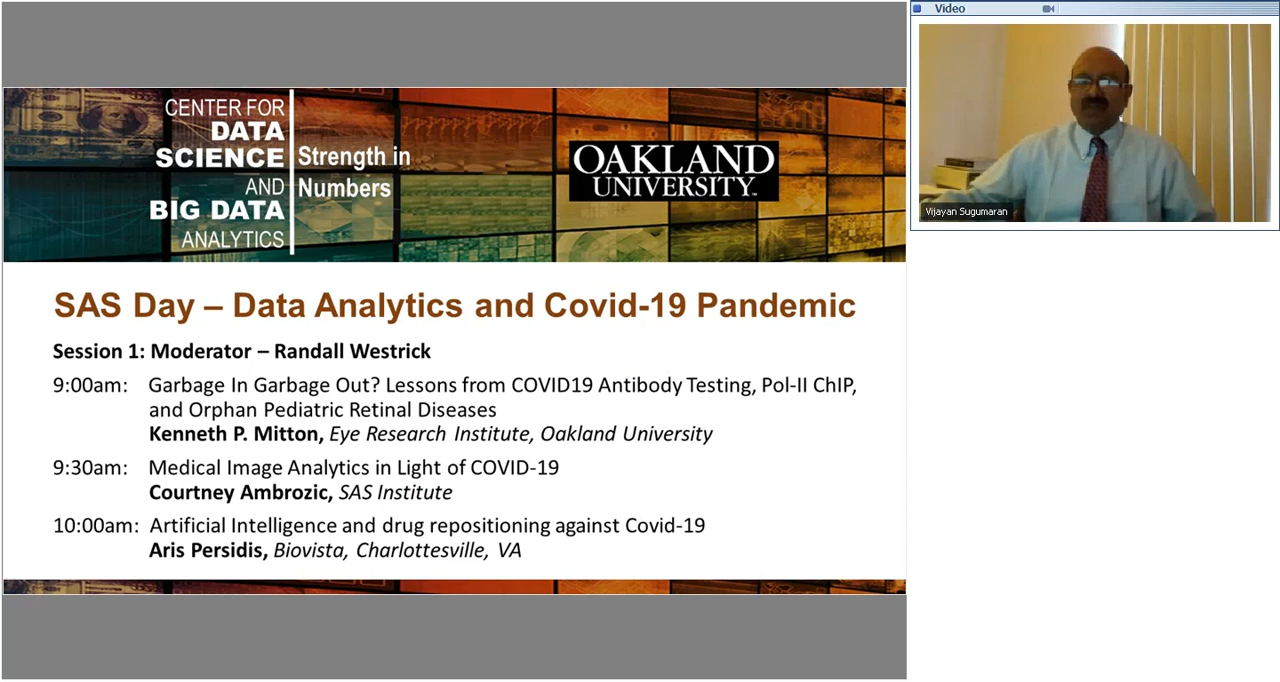 CENTER FOR
DATA
SCIENCE
AND
BIG DATA
ANALYTICS
Strength in
Numbers
OAKLAND
UNIVERSITY™
SAS Day – Data Analytics and Covid-19 Pandemic
Session 1: Moderator – Randall Westrick
9:00am: Garbage In Garbage Out? Lessons from COVID19 Antibody Testing, Pol-II ChIP,
and Orphan Pediatric Retinal Diseases
Kenneth P. Mitton, Eye Research Institute, Oakland University
9:30am: Medical Image Analytics in Light of COVID-19
Courtney Ambrozic, SAS Institute
10:00am: Artificial Intelligence and drug repositioning against Covid-19
Aris Persidis, Biovista, Charlottesville, VA
Video
Vijayan Sugumaran